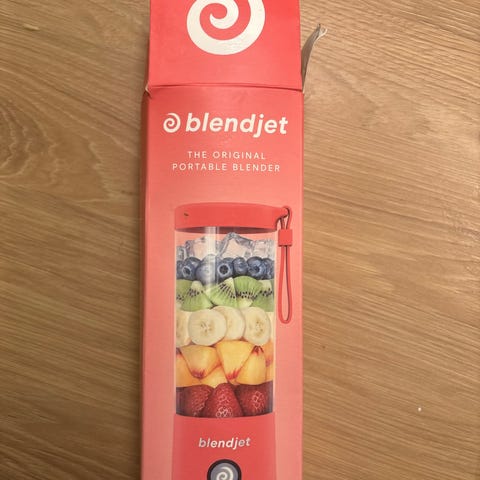 blendjet
THE ORIGINAL
PORTABLE BLENDER
blendjet